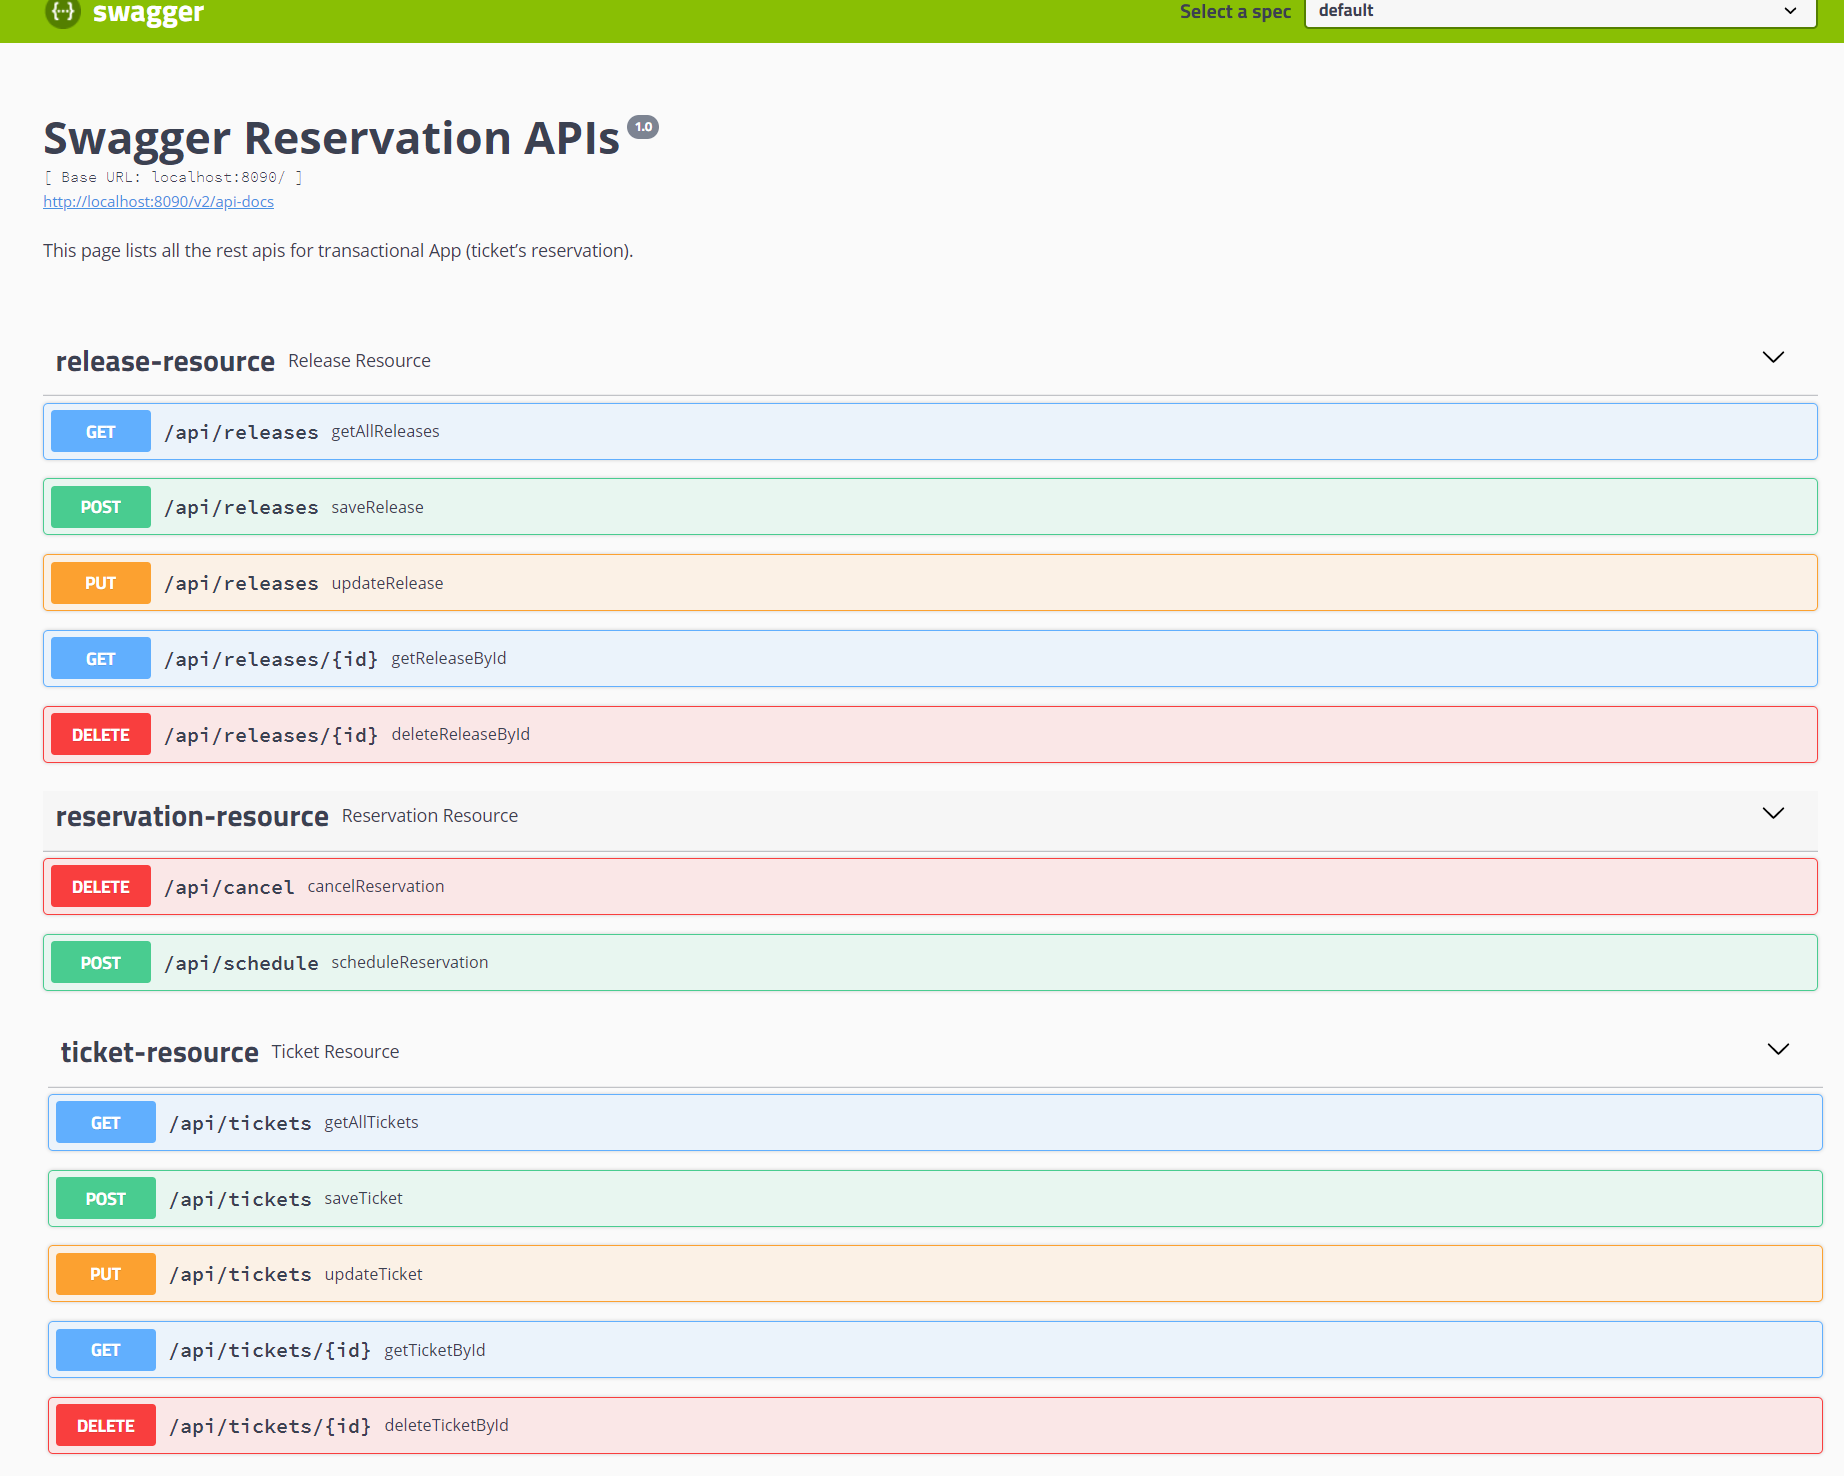 {···} swagger
Select a spec default
Swagger Reservation APIs 1.0
[ Base URL: localhost:8090/ ]
http://localhost:8090/v2/api-docs
This page lists all the rest apis for transactional App (ticket’s reservation).
release-resource Release Resource
GET /api/releases getAllReleases
POST /api/releases saveRelease
PUT /api/releases updateRelease
GET /api/releases/{id} getReleaseById
DELETE /api/releases/{id} deleteReleaseById
reservation-resource Reservation Resource
DELETE /api/cancel cancelReservation
POST /api/schedule scheduleReservation
ticket-resource Ticket Resource
GET /api/tickets getAllTickets
POST /api/tickets saveTicket
PUT /api/tickets updateTicket
GET /api/tickets/{id} getTicketById
DELETE /api/tickets/{id} deleteTicketById